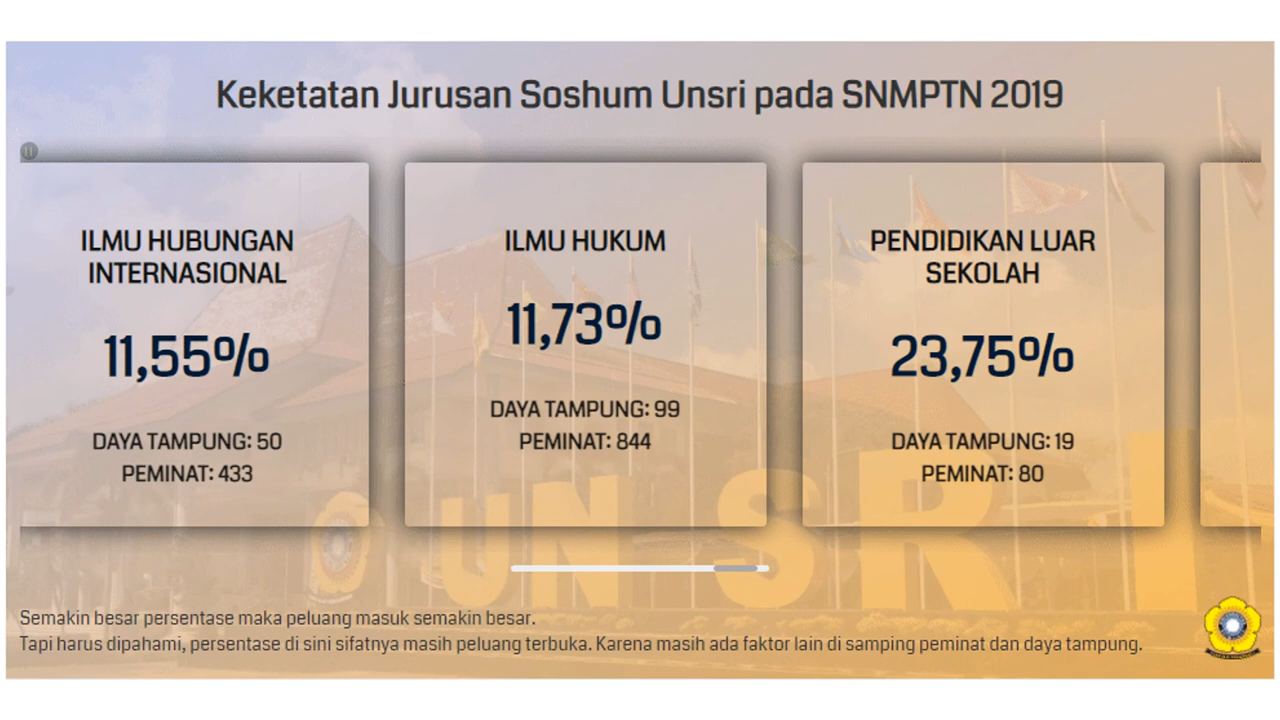 Keketatan Jurusan Soshum Unsri pada SNMPTN 2019
ILMU HUBUNGAN
INTERNASIONAL
11,55%
DAYA TAMPUNG: 50
PEMINAT: 433
ILMU HUKUM
11,73%
DAYA TAMPUNG: 99
PEMINAT: 844
PENDIDIKAN LUAR
SEKOLAH
23,75%
DAYA TAMPUNG: 19
PEMINAT: 80
UNSRI
Semakin besar persentase maka peluang masuk semakin besar.
Tapi harus dipahami, persentase di sini sifatnya masih peluang terbuka. Karena masih ada faktor lain di samping peminat dan daya tampung.